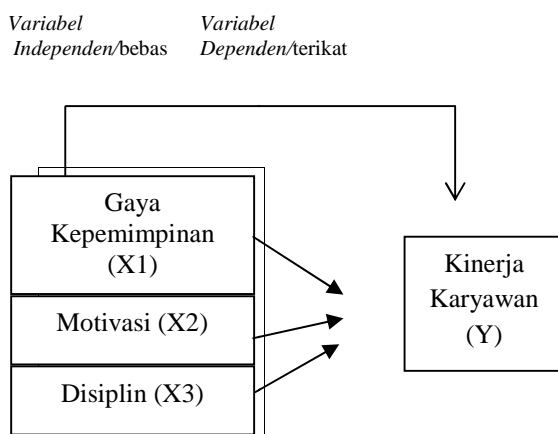 Variabel
Independen/bebas
Variabel
Dependen/terikat
Gaya
Kepemimpinan
(X1)
Motivasi (X2)
Disiplin (X3)
Kinerja
Karyawan
(Y)